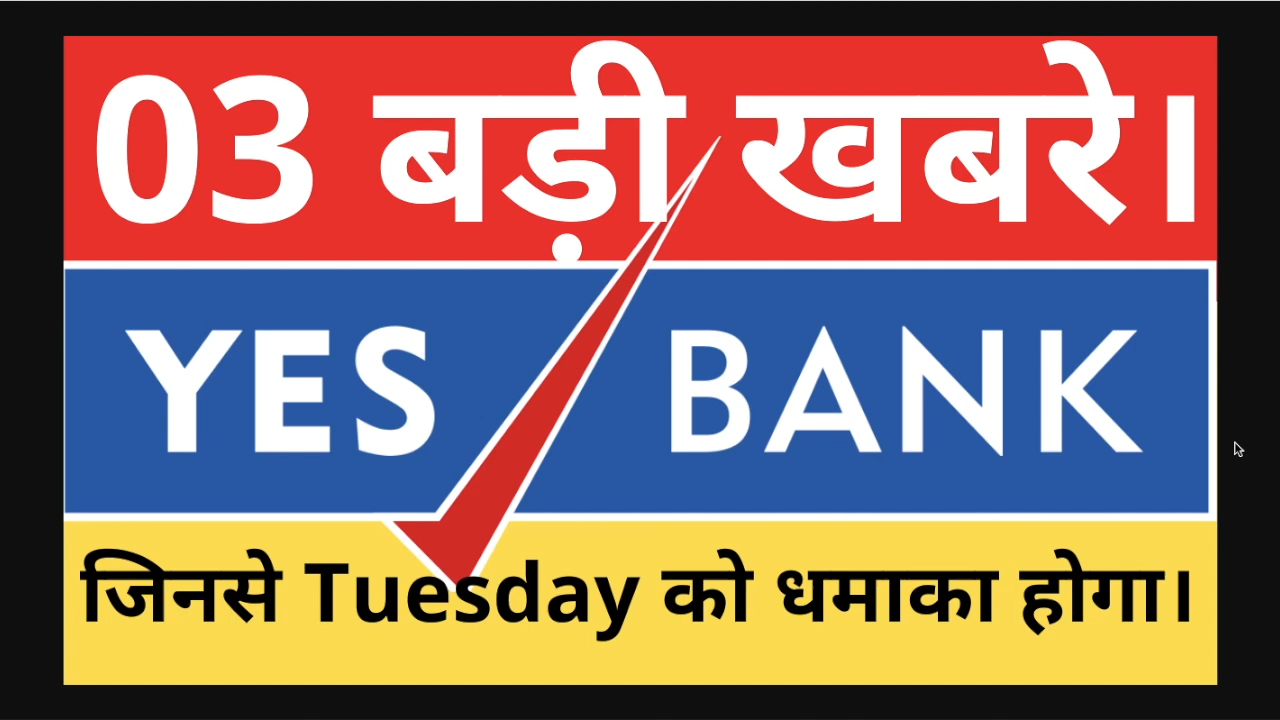 03 बड़ी खबरे।
YES BANK
जिनसे Tuesday को धमाका होगा।